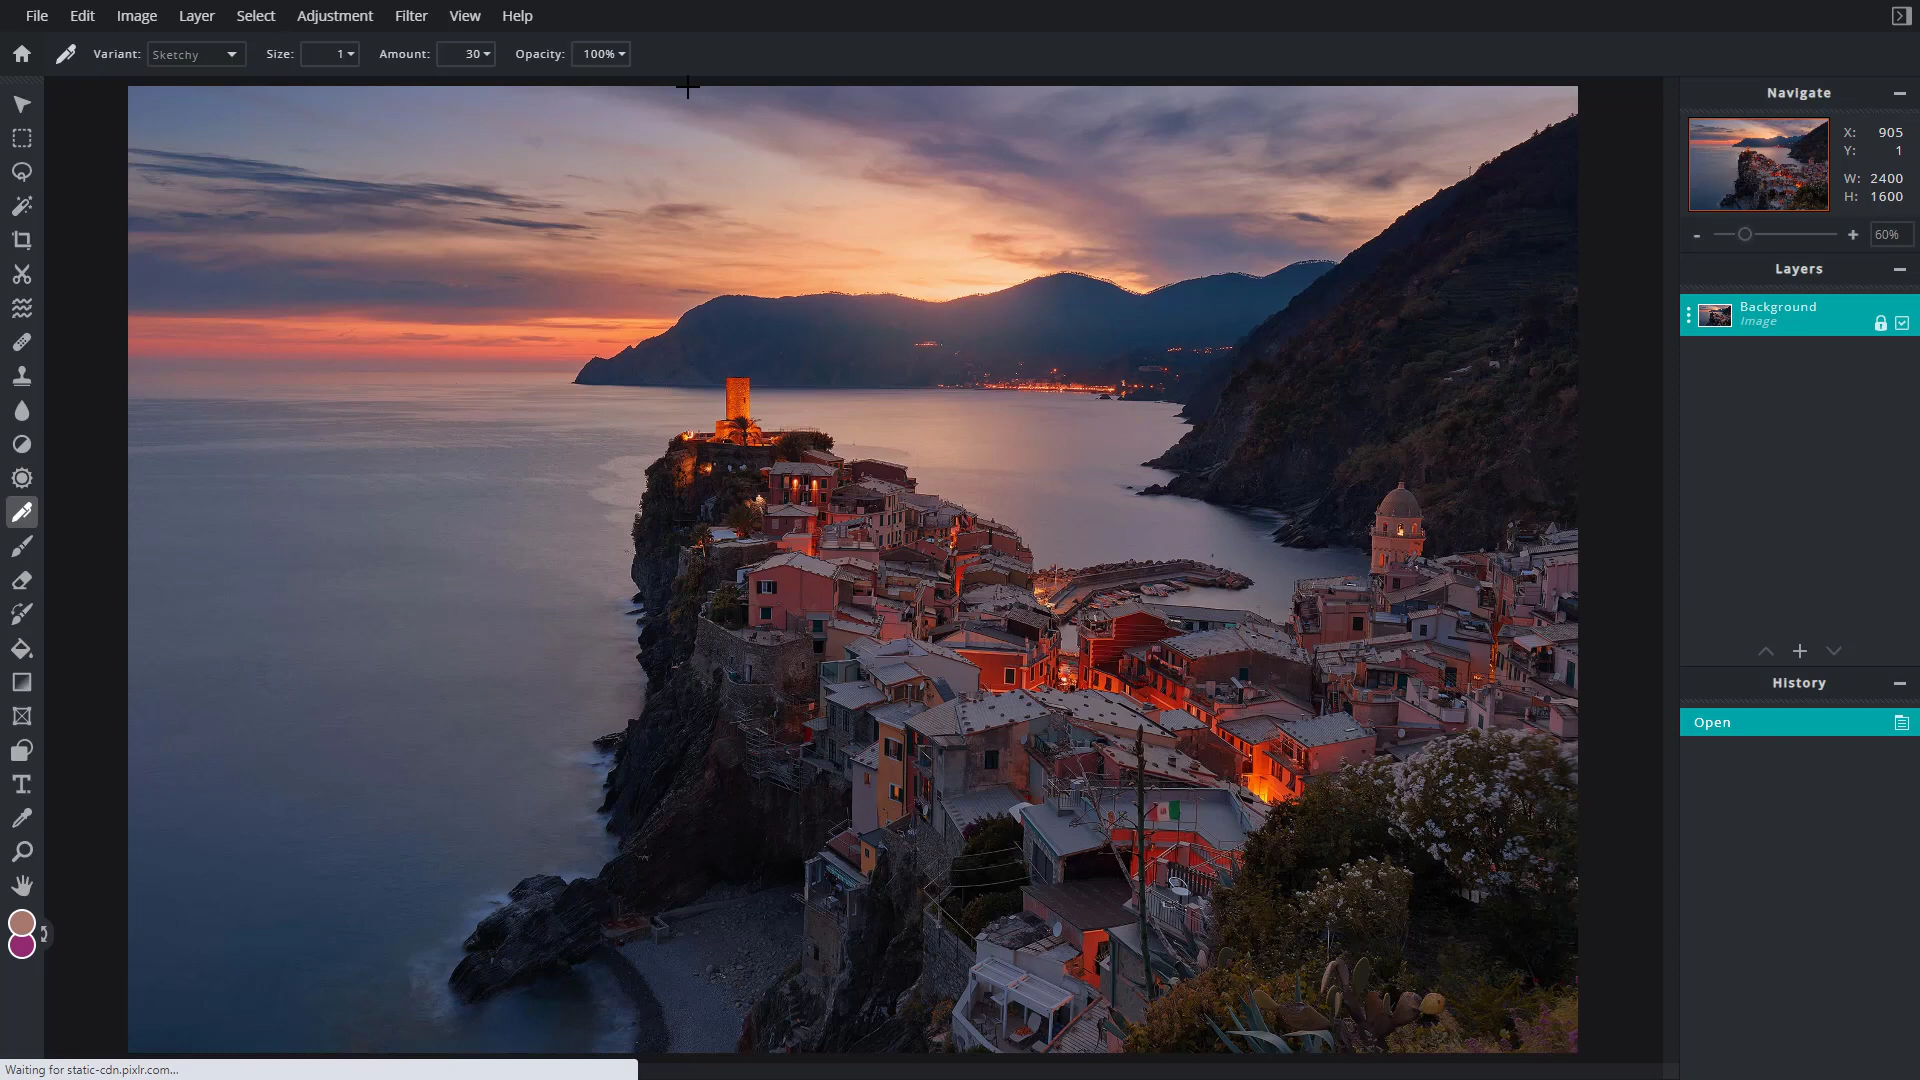 File Edit Image Layer Select Adjustment Filter View Help
Variant: Sketchy Size: 1 Amount: 30 Opacity: 100%
Navigate
X: 905
Y: 1
W: 2400
H: 1600
- + 60%
Layers
Background
Image
History
Open
Waiting for static-cdn.pixlr.com...